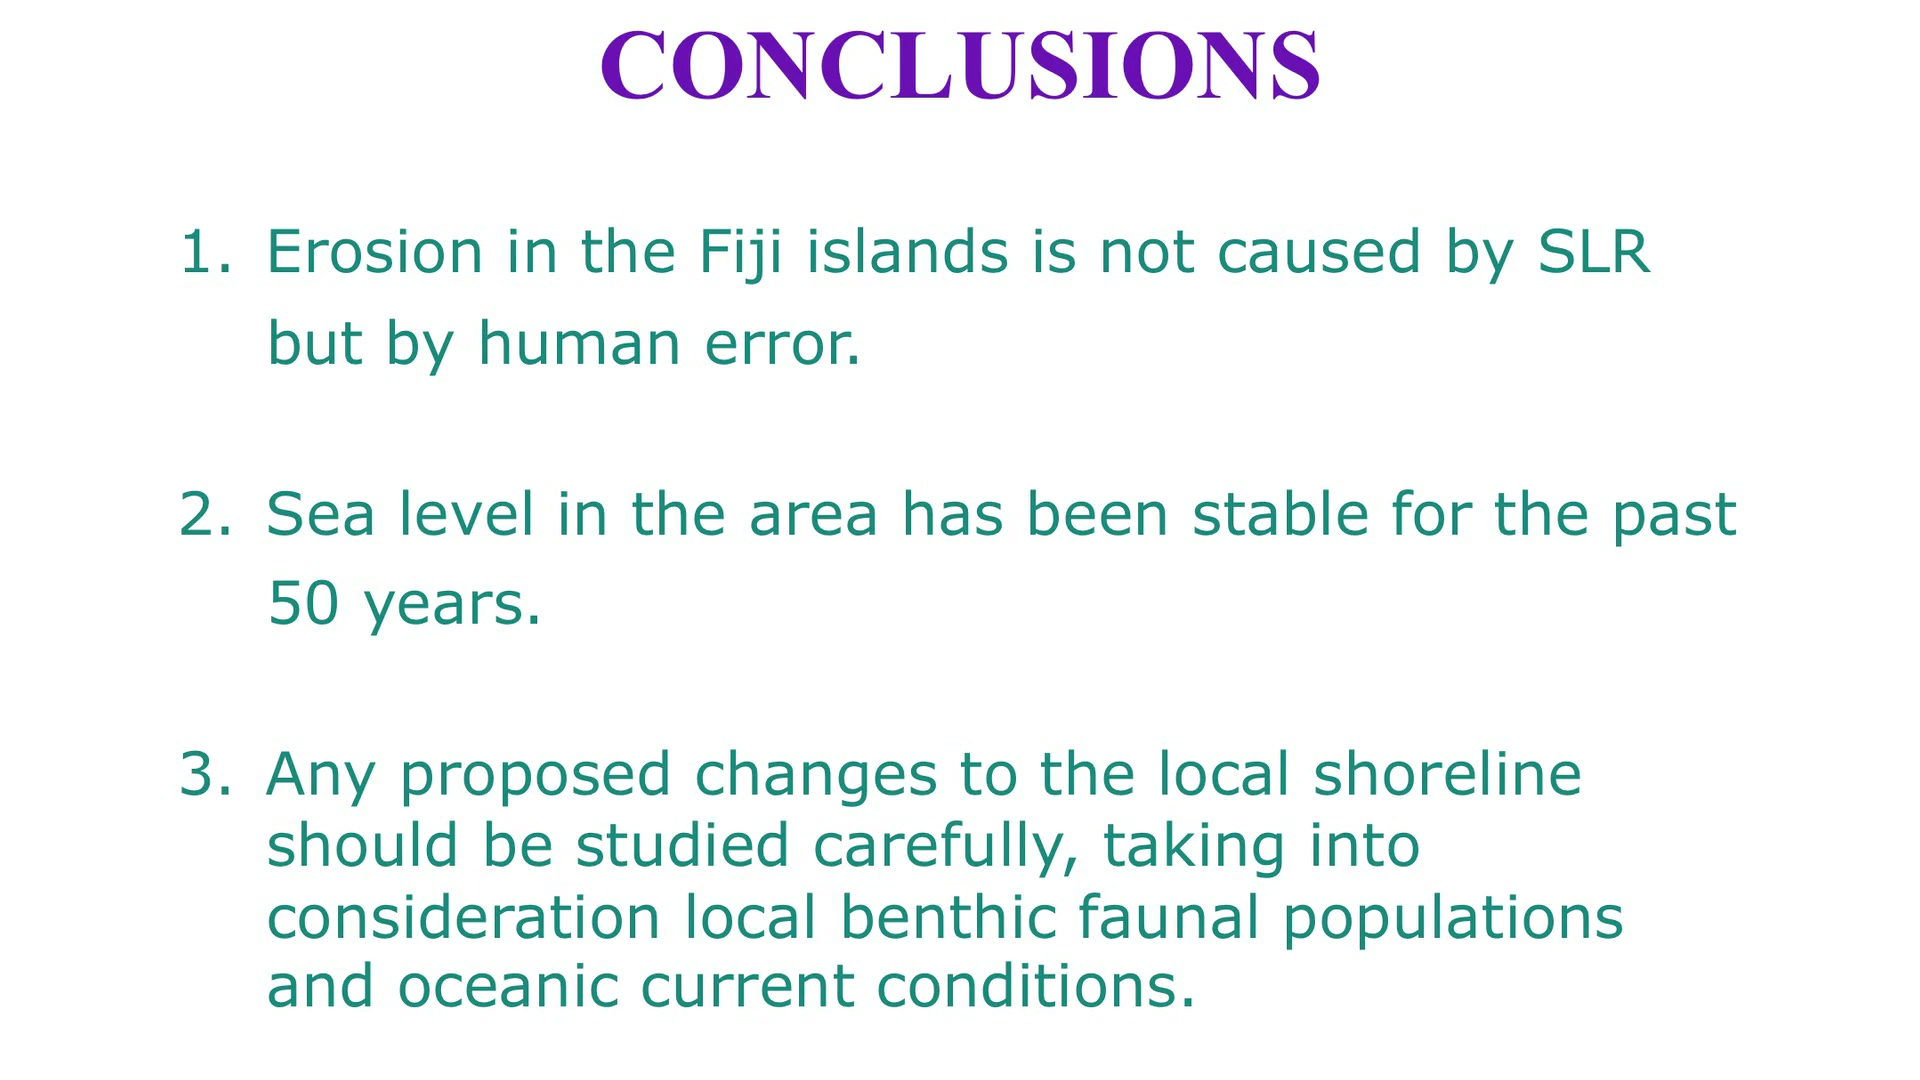 CONCLUSIONS
1. Erosion in the Fiji islands is not caused by SLR
but by human error.
2. Sea level in the area has been stable for the past
50 years.
3. Any proposed changes to the local shoreline
should be studied carefully, taking into
consideration local benthic faunal populations
and oceanic current conditions.